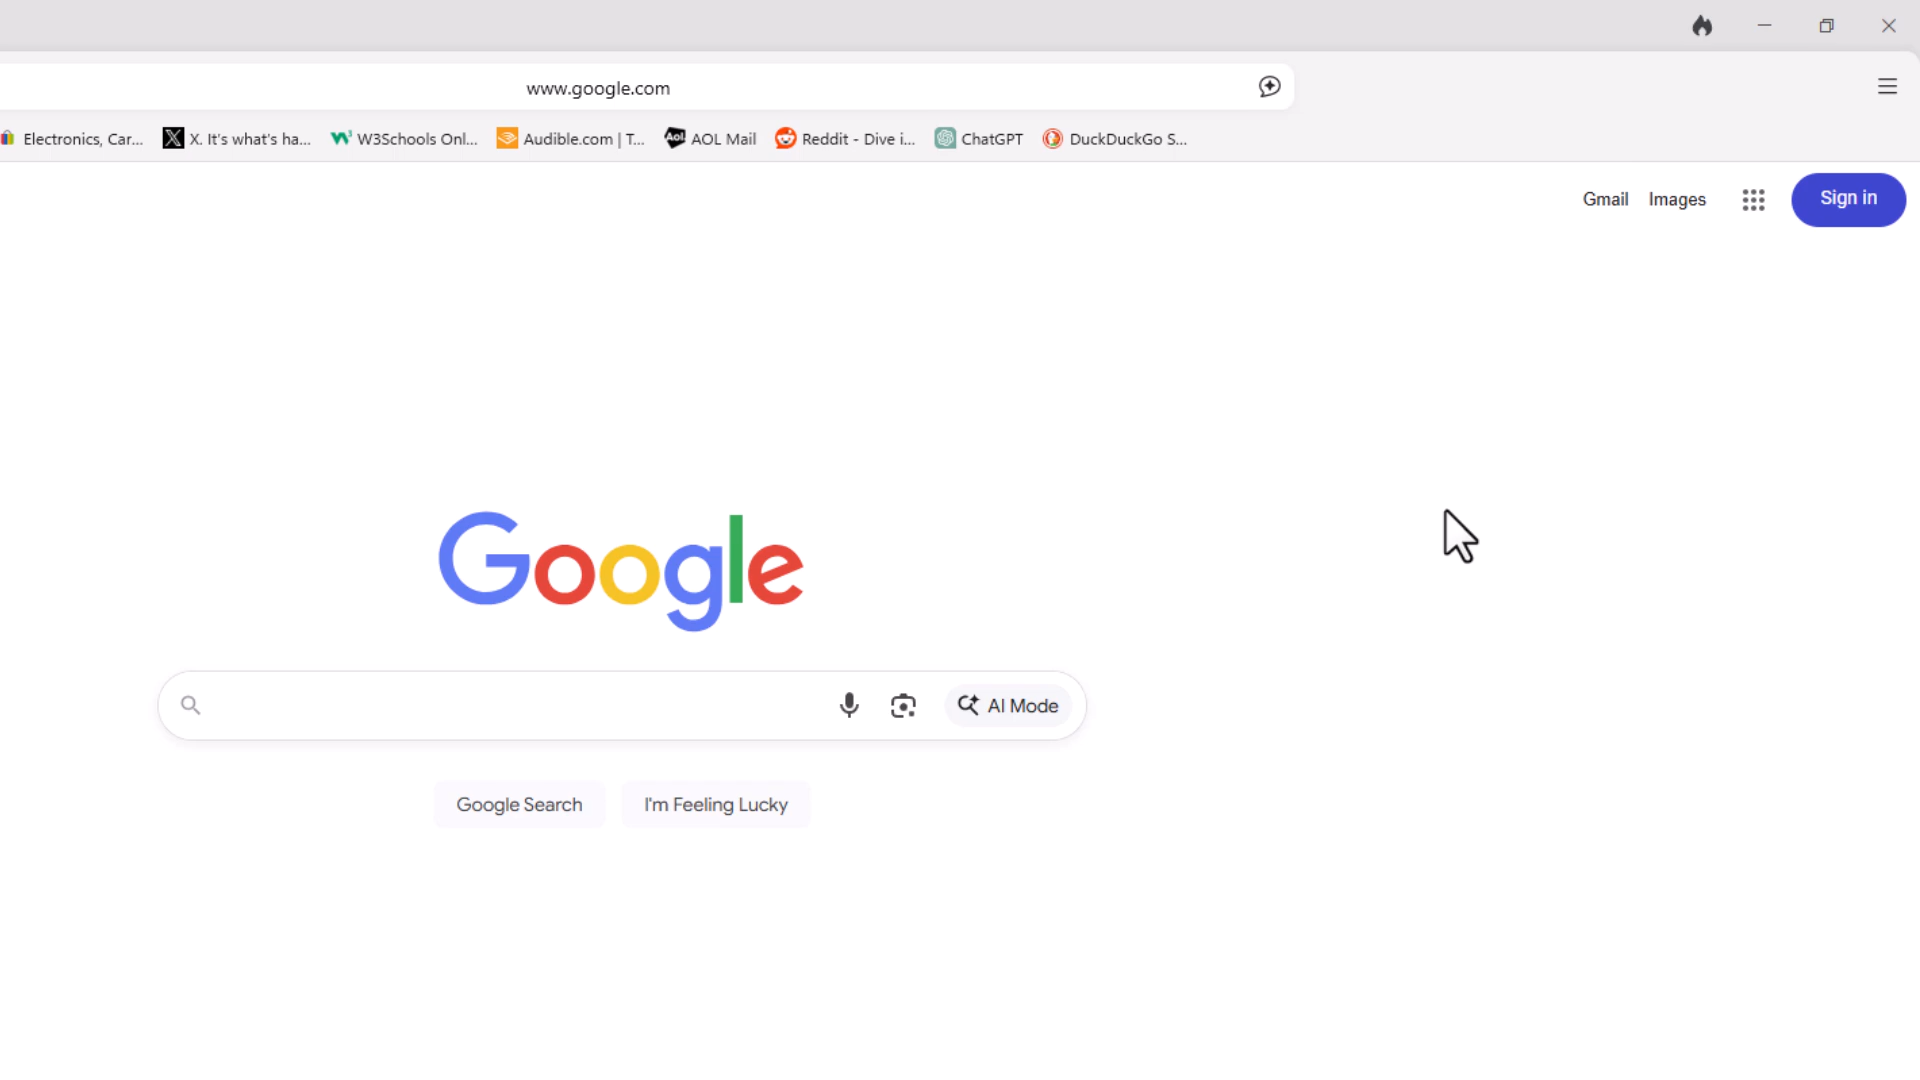 www.google.com
Electronics, Car... X. It's what's ha... W3Schools Onl... Audible.com | T... Aol. AOL Mail Reddit - Dive i... ChatGPT DuckDuckGo S...
Gmail Images Sign in
Google
AI Mode
Google Search I'm Feeling Lucky